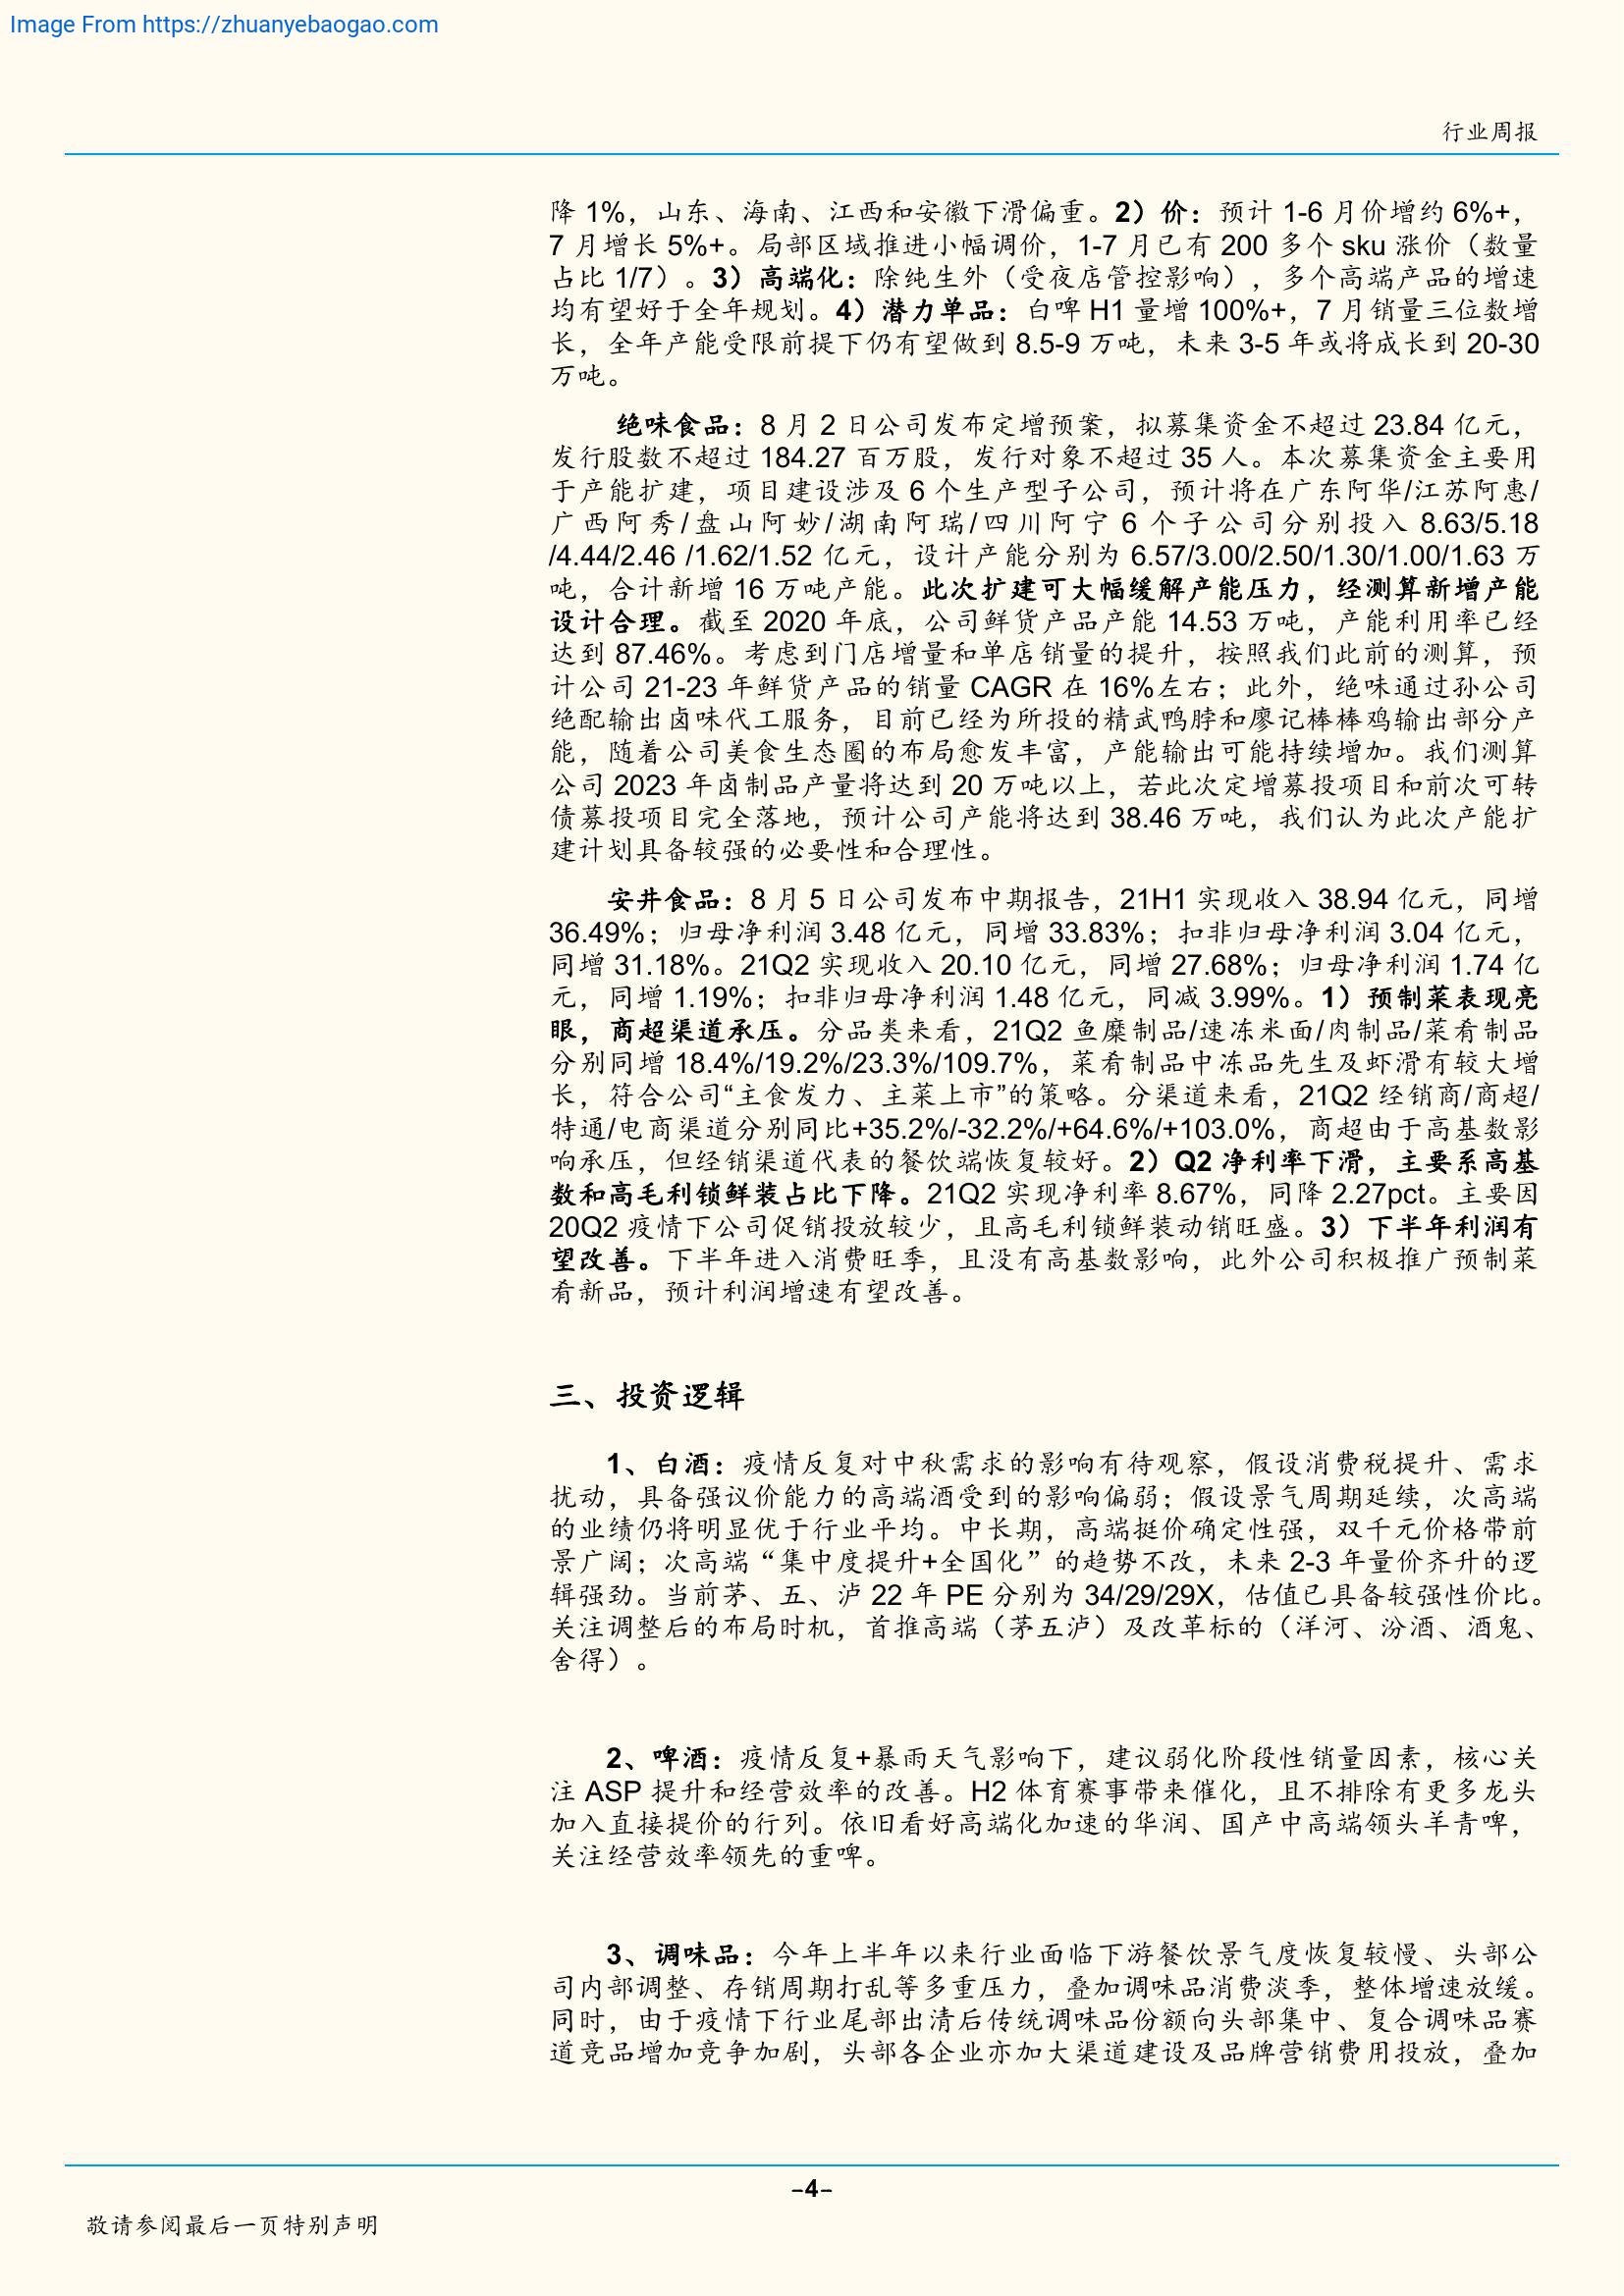 Image From https://zhuanyebaogao.com
行业周报
降 1%，山东、海南、江西和安徽下滑偏重。2）价：预计 1-6 月价增约 6%+，
7 月增长 5%+。局部区域推进小幅调价，1-7 月已有 200 多个 sku 涨价（数量
占比 1/7）。3）高端化：除纯生外（受夜店管控影响），多个高端产品的增速
均有望好于全年规划。4）潜力单品：白啤 H1 量增 100%+，7 月销量三位数增
长，全年产能受限前提下仍有望做到 8.5-9 万吨，未来 3-5 年或将成长到 20-30
万吨。
绝味食品：8 月 2 日公司发布定增预案，拟募集资金不超过 23.84 亿元，
发行股数不超过 184.27 百万股，发行对象不超过 35 人。本次募集资金主要用
于产能扩建，项目建设涉及 6 个生产型子公司，预计将在广东阿华/江苏阿惠/
广西阿秀/盘山阿妙/湖南阿瑞/四川阿宁 6 个子公司分别投入 8.63/5.18
/4.44/2.46 /1.62/1.52 亿元，设计产能分别为 6.57/3.00/2.50/1.30/1.00/1.63 万
吨，合计新增 16 万吨产能。此次扩建可大幅缓解产能压力，经测算新增产能
设计合理。截至 2020 年底，公司鲜货产品产能 14.53 万吨，产能利用率已经
达到 87.46%。考虑到门店增量和单店销量的提升，按照我们此前的测算，预
计公司 21-23 年鲜货产品的销量 CAGR 在 16%左右；此外，绝味通过孙公司
绝配输出卤味代工服务，目前已经为所投的精武鸭脖和廖记棒棒鸡输出部分产
能，随着公司美食生态圈的布局愈发丰富，产能输出可能持续增加。我们测算
公司 2023 年卤制品产量将达到 20 万吨以上，若此次定增募投项目和前次可转
债募投项目完全落地，预计公司产能将达到 38.46 万吨，我们认为此次产能扩
建计划具备较强的必要性和合理性。
安井食品：8 月 5 日公司发布中期报告，21H1 实现收入 38.94 亿元，同增
36.49%；归母净利润 3.48 亿元，同增 33.83%；扣非归母净利润 3.04 亿元，
同增 31.18%。21Q2 实现收入 20.10 亿元，同增 27.68%；归母净利润 1.74 亿
元，同增 1.19%；扣非归母净利润 1.48 亿元，同减 3.99%。1）预制菜表现亮
眼，商超渠道承压。分品类来看，21Q2 鱼糜制品/速冻米面/肉制品/菜肴制品
分别同增 18.4%/19.2%/23.3%/109.7%，菜肴制品中冻品先生及虾滑有较大增
长，符合公司“主食发力、主菜上市”的策略。分渠道来看，21Q2 经销商/商超/
特通/电商渠道分别同比+35.2%/-32.2%/+64.6%/+103.0%，商超由于高基数影
响承压，但经销渠道代表的餐饮端恢复较好。2）Q2 净利率下滑，主要系高基
数和高毛利锁鲜装占比下降。21Q2 实现净利率 8.67%，同降 2.27pct。主要因
20Q2 疫情下公司促销投放较少，且高毛利锁鲜装动销旺盛。3）下半年利润有
望改善。下半年进入消费旺季，且没有高基数影响，此外公司积极推广预制菜
肴新品，预计利润增速有望改善。
三、投资逻辑
1、白酒：疫情反复对中秋需求的影响有待观察，假设消费税提升、需求
扰动，具备强议价能力的高端酒受到的影响偏弱；假设景气周期延续，次高端
的业绩仍将明显优于行业平均。中长期，高端挺价确定性强，双千元价格带前
景广阔；次高端“集中度提升+全国化”的趋势不改，未来 2-3 年量价齐升的逻
辑强劲。当前茅、五、泸 22 年 PE 分别为 34/29/29X，估值已具备较强性价比。
关注调整后的布局时机，首推高端（茅五泸）及改革标的（洋河、汾酒、酒鬼、
舍得）。
2、啤酒：疫情反复+暴雨天气影响下，建议弱化阶段性销量因素，核心关
注 ASP 提升和经营效率的改善。H2 体育赛事带来催化，且不排除有更多龙头
加入直接提价的行列。依旧看好高端化加速的华润、国产中高端领头羊青啤，
关注经营效率领先的重啤。
3、调味品：今年上半年以来行业面临下游餐饮景气度恢复较慢、头部公
司内部调整、存销周期打乱等多重压力，叠加调味品消费淡季，整体增速放缓。
同时，由于疫情下行业尾部出清后传统调味品份额向头部集中、复合调味品赛
道竞品增加竞争加剧，头部各企业亦加大渠道建设及品牌营销费用投放，叠加
-4-
敬请参阅最后一页特别声明